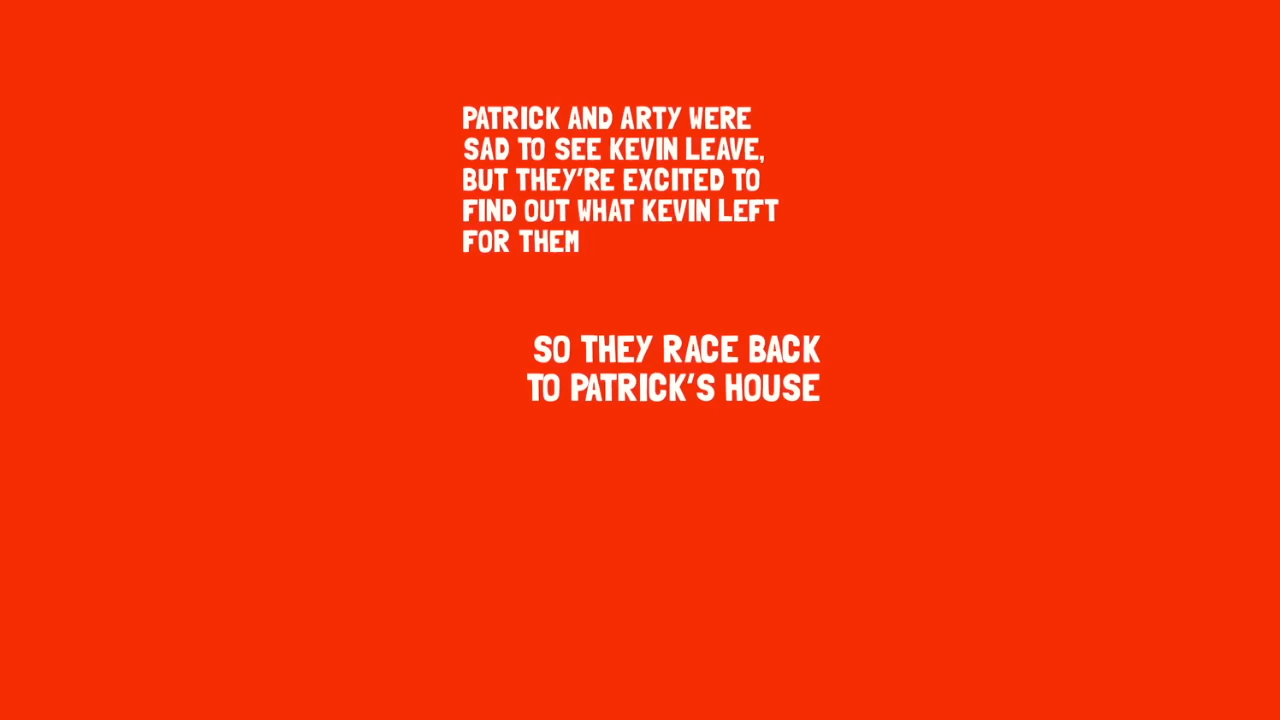 PATRICK AND ARTY WERE
SAD TO SEE KEVIN LEAVE,
BUT THEY'RE EXCITED TO
FIND OUT WHAT KEVIN LEFT
FOR THEM
SO THEY RACE BACK
TO PATRICK'S HOUSE